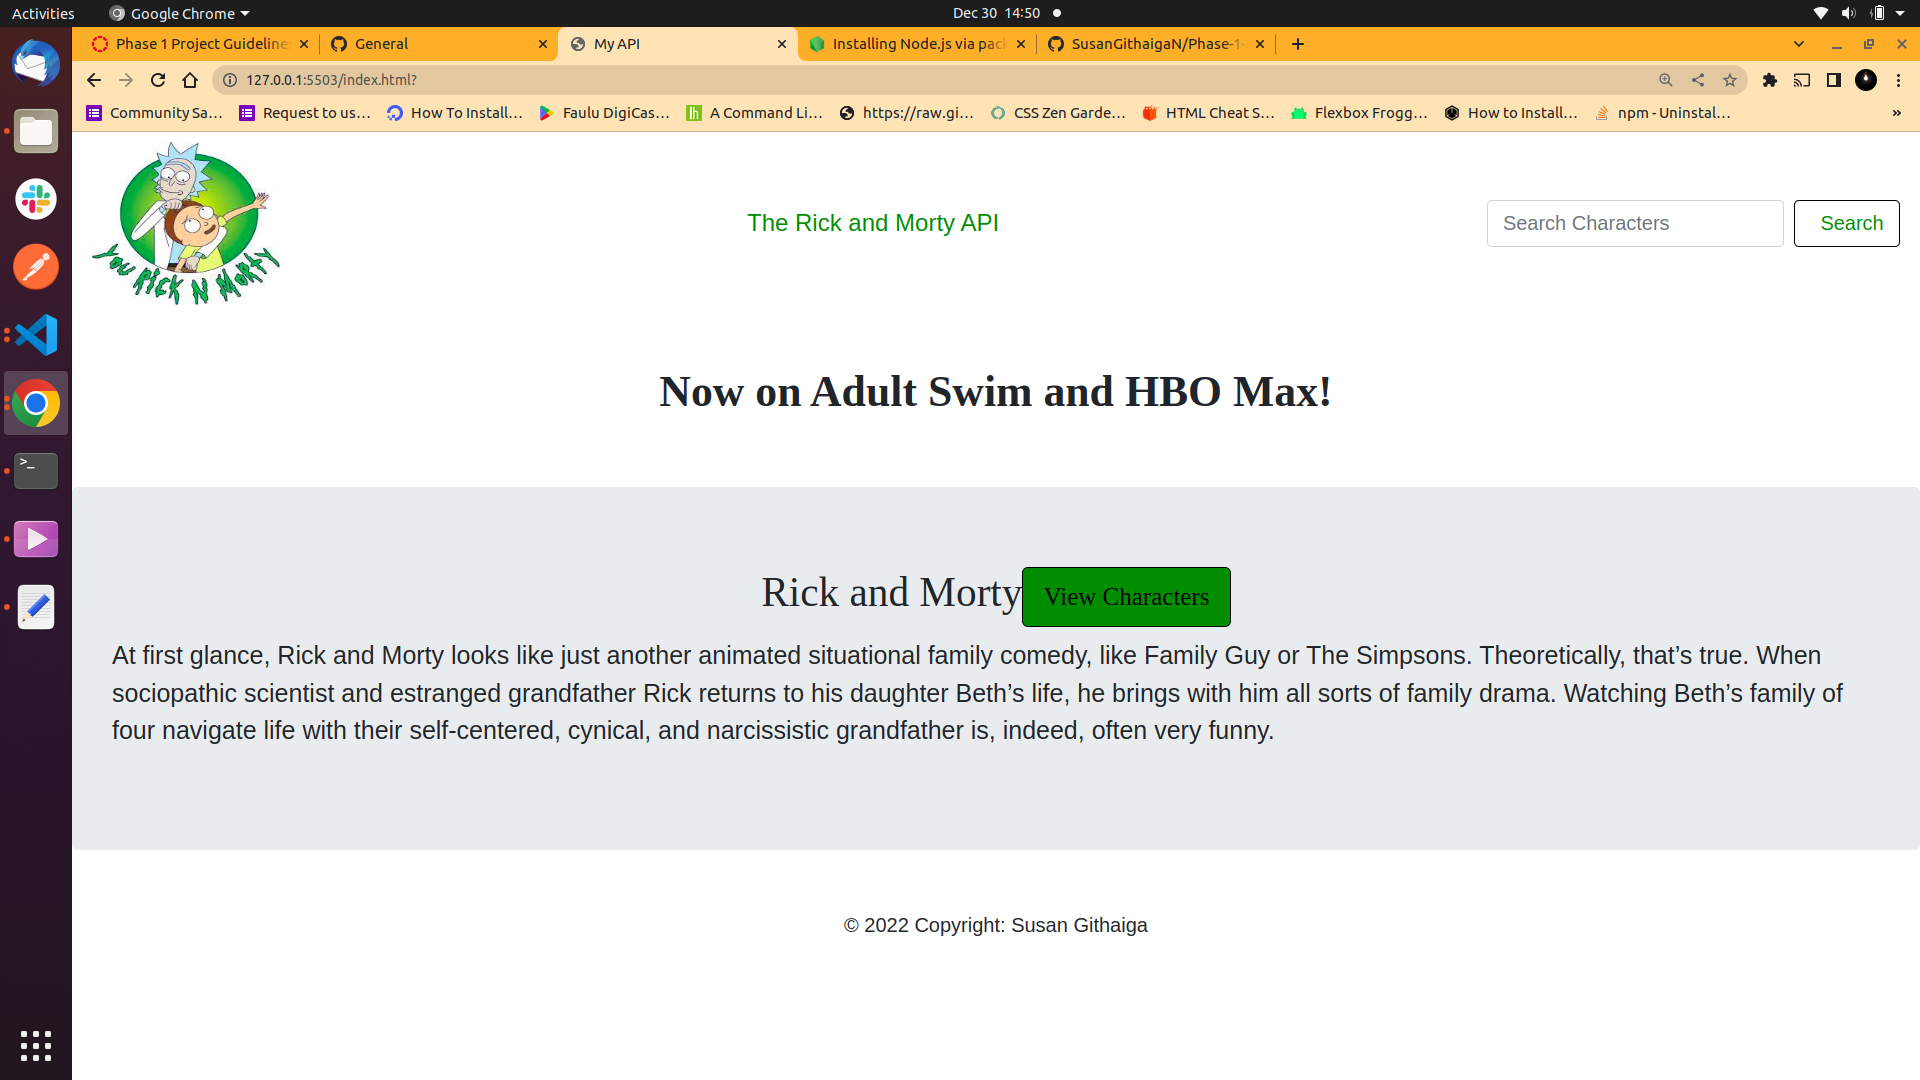 Activities
Google Chrome
Dec 30 14:50
Phase 1 Project Guideline
General
My API
Installing Node.js via pac
SusanGithaigaN/Phase-1-
127.0.0.1:5503/index.html?
Community Sa...
Request to us...
How To Install...
Faulu DigiCas...
A Command Li...
https://raw.gi...
CSS Zen Garde...
HTML Cheat S...
Flexbox Frogg...
How to Install...
npm - Uninstal...
»
YOU RICK N MORTY
The Rick and Morty API
Search Characters
Search
Now on Adult Swim and HBO Max!
Rick and Morty
View Characters
At first glance, Rick and Morty looks like just another animated situational family comedy, like Family Guy or The Simpsons. Theoretically, that’s true. When
sociopathic scientist and estranged grandfather Rick returns to his daughter Beth’s life, he brings with him all sorts of family drama. Watching Beth’s family of
four navigate life with their self-centered, cynical, and narcissistic grandfather is, indeed, often very funny.
© 2022 Copyright: Susan Githaiga